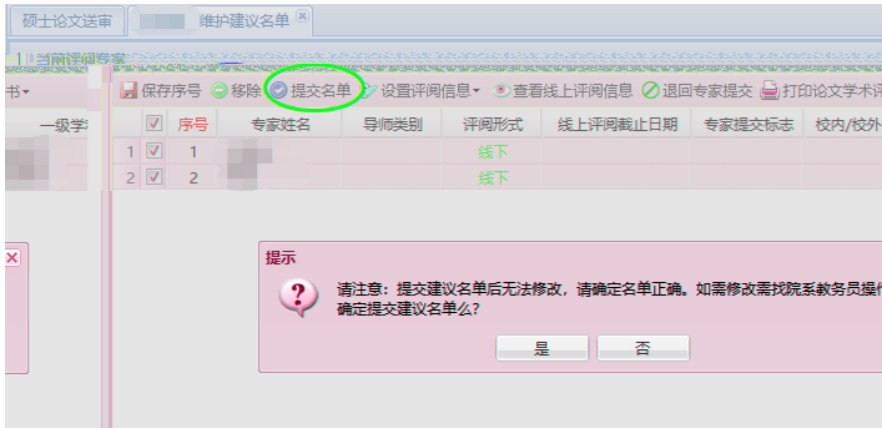 硕士论文送审 维护建议名单
当前评阅专家
书 保存序号 移除 提交名单 设置评阅信息 查看线上评阅信息 退回专家提交 打印论文学术评
一级学 序号 专家姓名 导师类别 评阅形式 线上评阅截止日期 专家提交标志 校内/校外
1 1 线下
2 2 线下
提示
请注意：提交建议名单后无法修改，请确定名单正确。如需修改需找院系教务员操作
确定提交建议名单么？
是 否